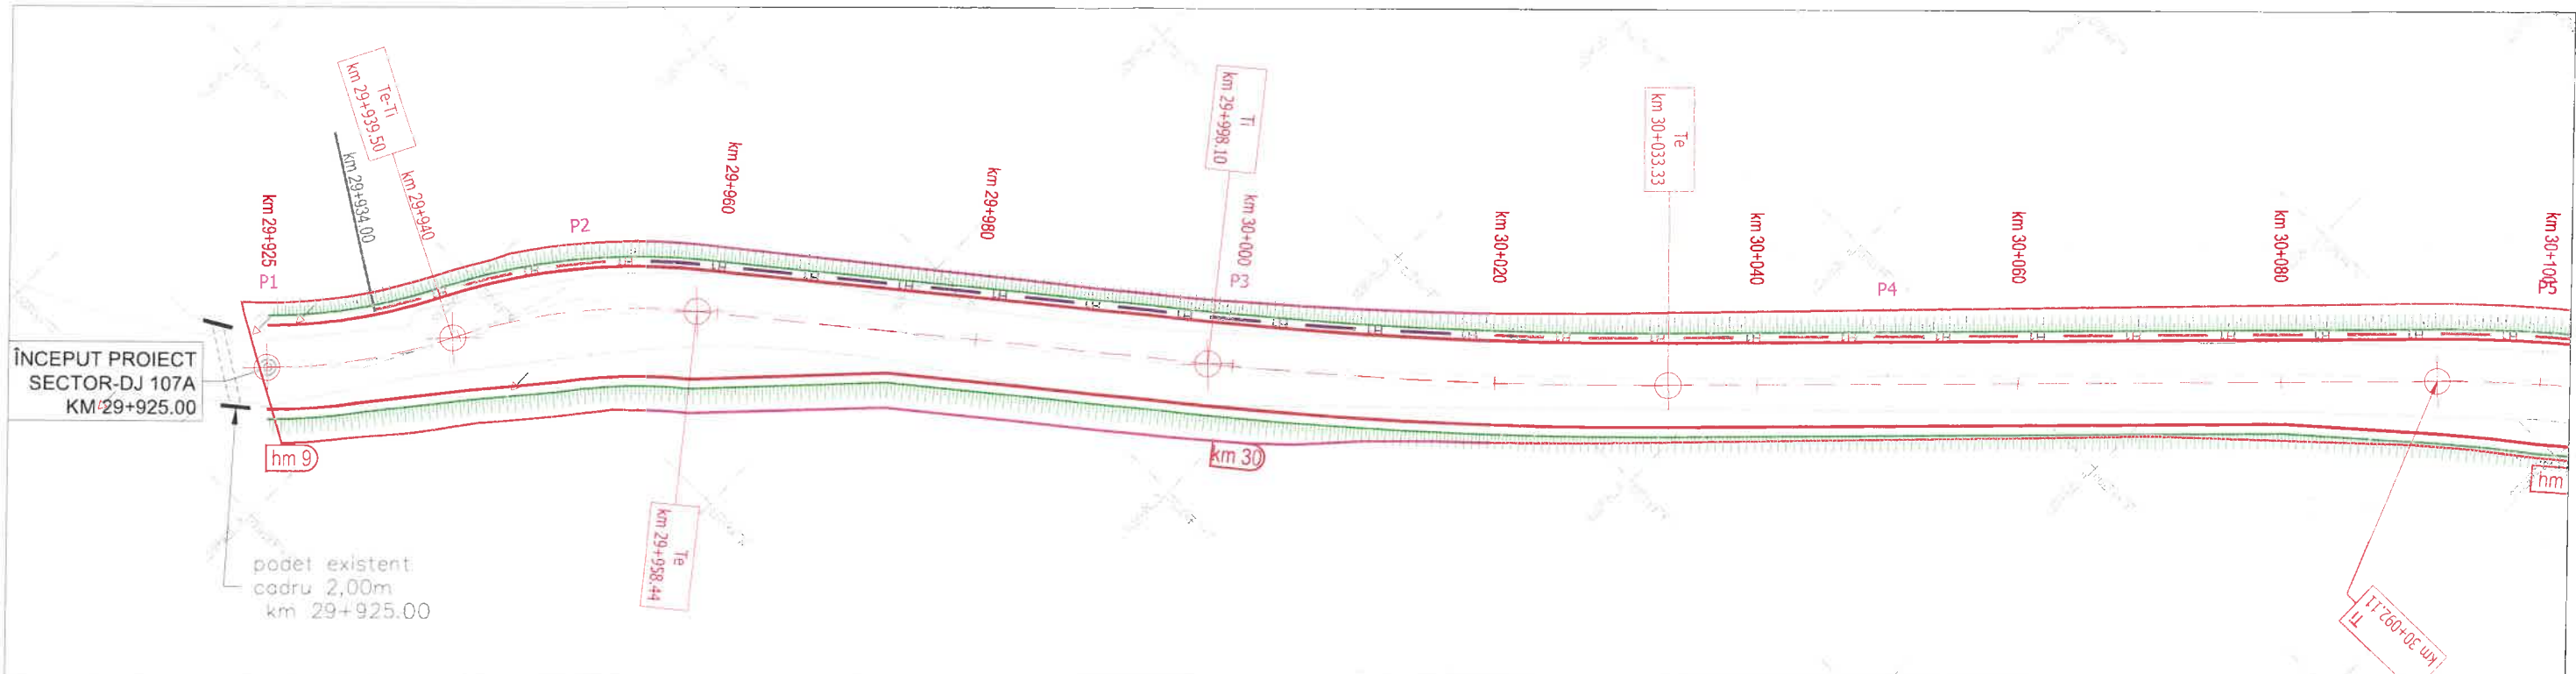 ÎNCEPUT PROIECT
SECTOR-DJ 107A
KM 29+925.00
km 29+925
P1
km 29+934.00
Te-Ti
km 29+939.50
km 29+940
P2
km 29+960
km 29+980
Ti
km 29+998.10
km 30+000
P3
km 30+020
Te
km 30+033.33
km 30+040
P4
km 30+060
km 30+080
hm 9
podet existent
cadru 2,00m
km 29+925.00
Te
km 29+958.44
km 30
Ti
km 30+092.11
hm